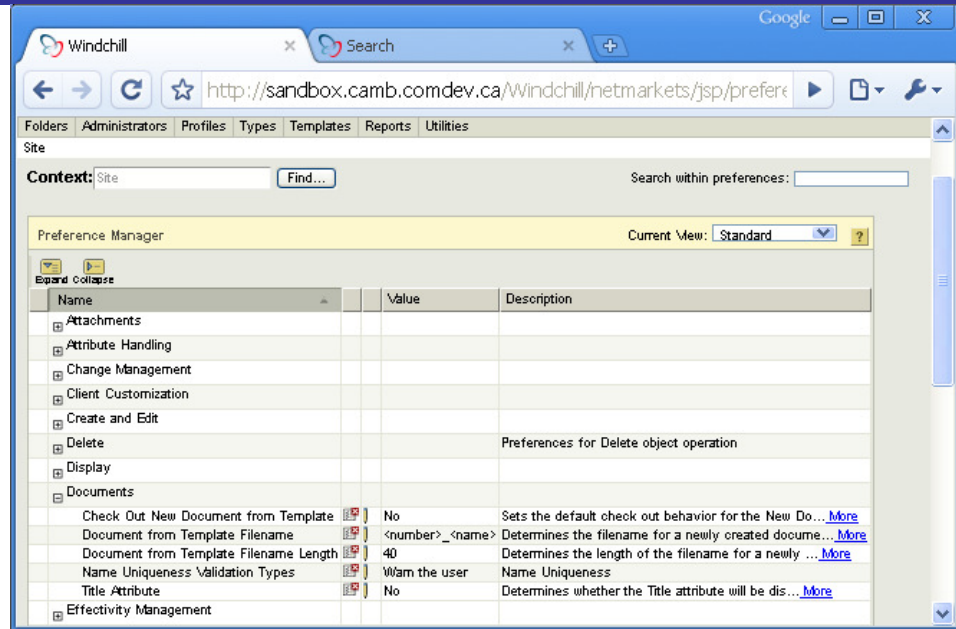 Google
Windchill
Search
http://sandbox.camb.comdev.ca/Windchill/netmarkets/jsp/prefere
Folders Administrators Profiles Types Templates Reports Utilities
Site
Context: Site Find... Search within preferences:
Preference Manager Current View: Standard ?
Expand Collapse
Name Value Description
Attachments
Attribute Handling
Change Management
Client Customization
Create and Edit
Delete Preferences for Delete object operation
Display
Documents
Check Out New Document from Template No Sets the default check out behavior for the New Do... More
Document from Template Filename <number>_<name> Determines the filename for a newly created docume... More
Document from Template Filename Length 40 Determines the length of the filename for a newly ... More
Name Uniqueness Validation Types Warn the user Name Uniqueness
Title Attribute No Determines whether the Title attribute will be dis... More
Effectivity Management